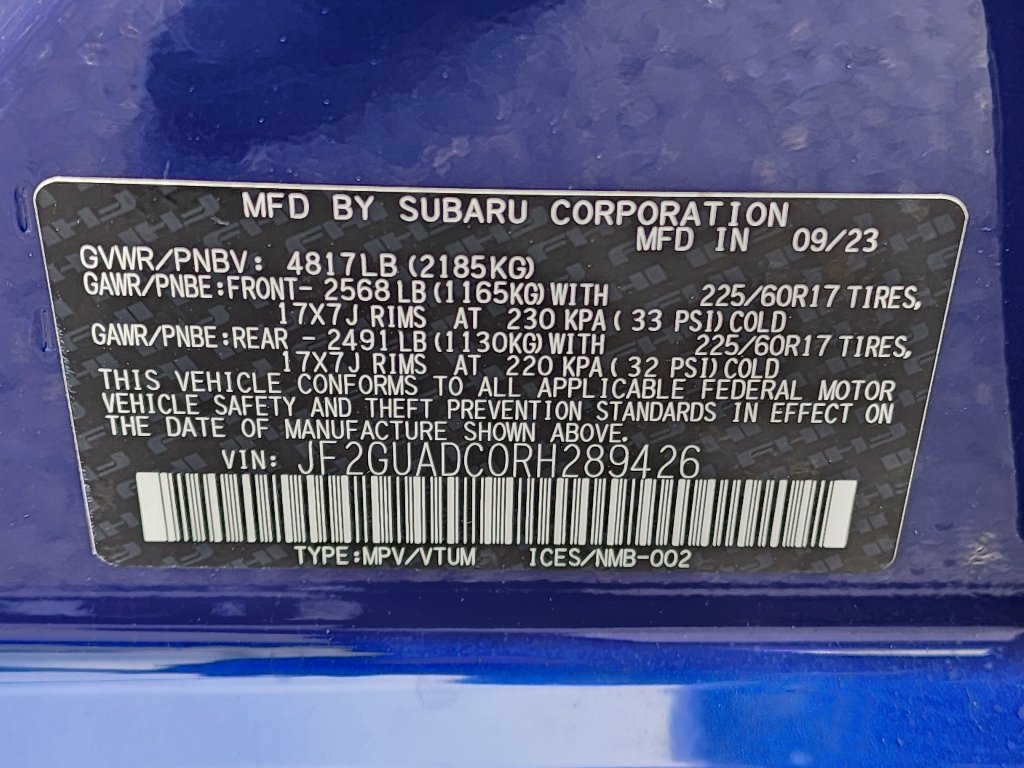 MFD BY SUBARU CORPORATION
MFD IN 09/23
GVWR/PNBV: 4817LB (2185KG)
GAWR/PNBE:FRONT- 2568 LB (1165KG) WITH 225/60R17 TIRES,
17X7J RIMS AT 230 KPA ( 33 PSI) COLD
GAWR/PNBE:REAR - 2491 LB (1130KG) WITH 225/60R17 TIRES,
17X7J RIMS AT 220 KPA ( 32 PSI) COLD
THIS VEHICLE CONFORMS TO ALL APPLICABLE FEDERAL MOTOR
VEHICLE SAFETY AND THEFT PREVENTION STANDARDS IN EFFECT ON
THE DATE OF MANUFACTURE SHOWN ABOVE.
VIN: JF2GUADC0RH289426
TYPE:MPV/VTUM ICES/NMB-002